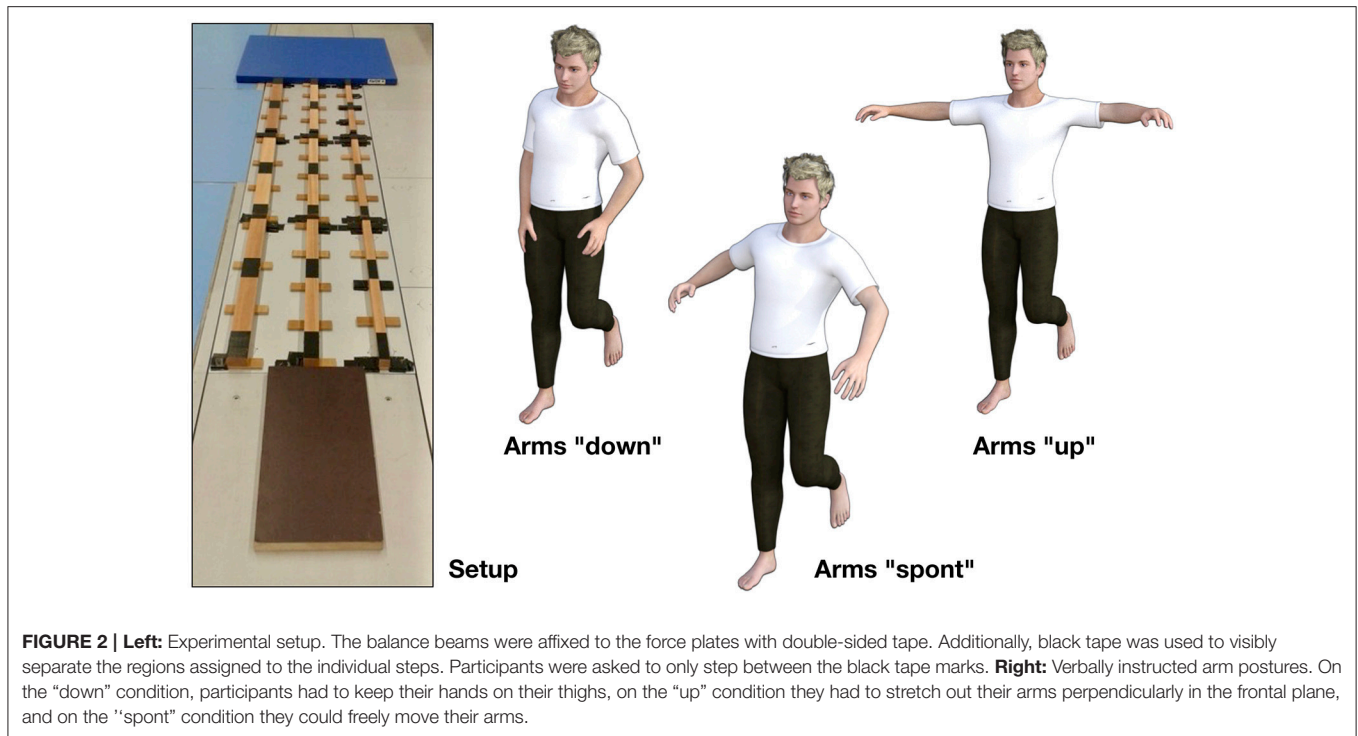 Arms "down"
Arms "up"
Setup
Arms "spont"
FIGURE 2 | Left: Experimental setup. The balance beams were affixed to the force plates with double-sided tape. Additionally, black tape was used to visibly
separate the regions assigned to the individual steps. Participants were asked to only step between the black tape marks. Right: Verbally instructed arm postures. On
the “down” condition, participants had to keep their hands on their thighs, on the “up” condition they had to stretch out their arms perpendicularly in the frontal plane,
and on the ’‘spont” condition they could freely move their arms.